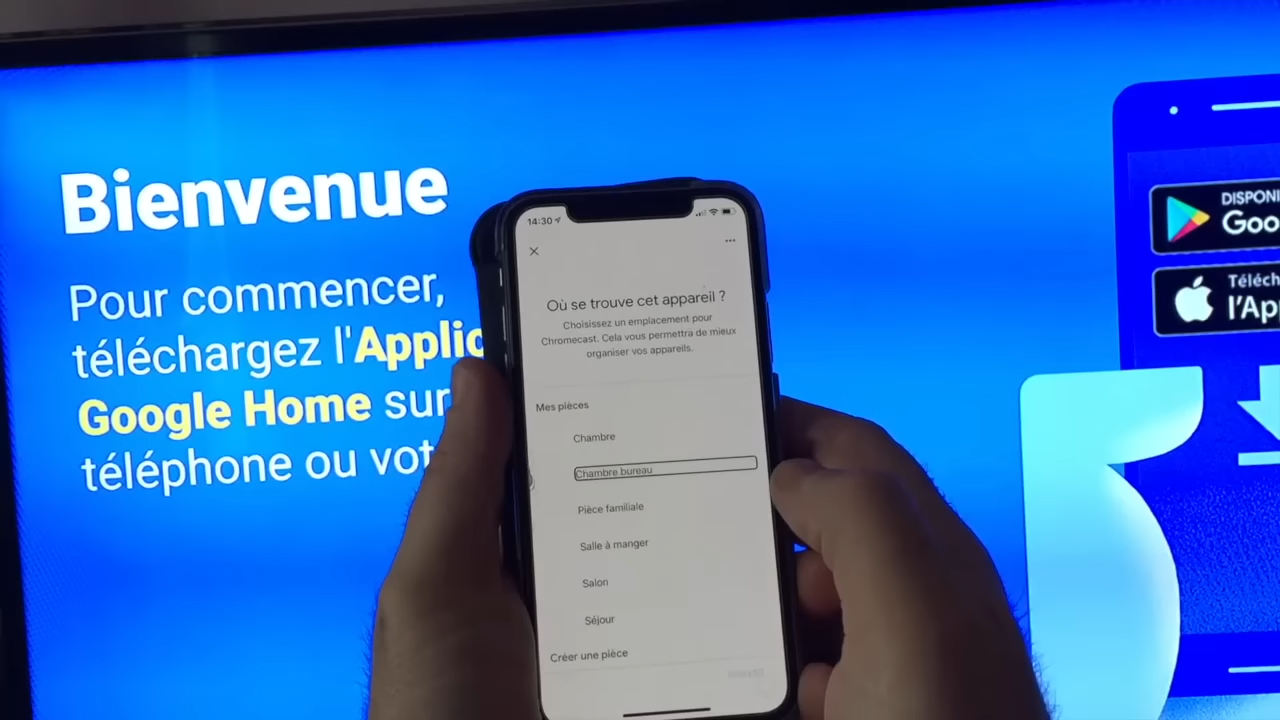 Bienvenue
Pour commencer,
téléchargez l'Applic
Google Home sur
téléphone ou vot
14:30
Où se trouve cet appareil ?
Choisissez un emplacement pour
Chromecast. Cela vous permettra de mieux
organiser vos appareils.
Mes pièces
Chambre
Chambre bureau
Pièce familiale
Salle à manger
Salon
Séjour
Créer une pièce
DISPONI
Goo
Téléch
l'Ap